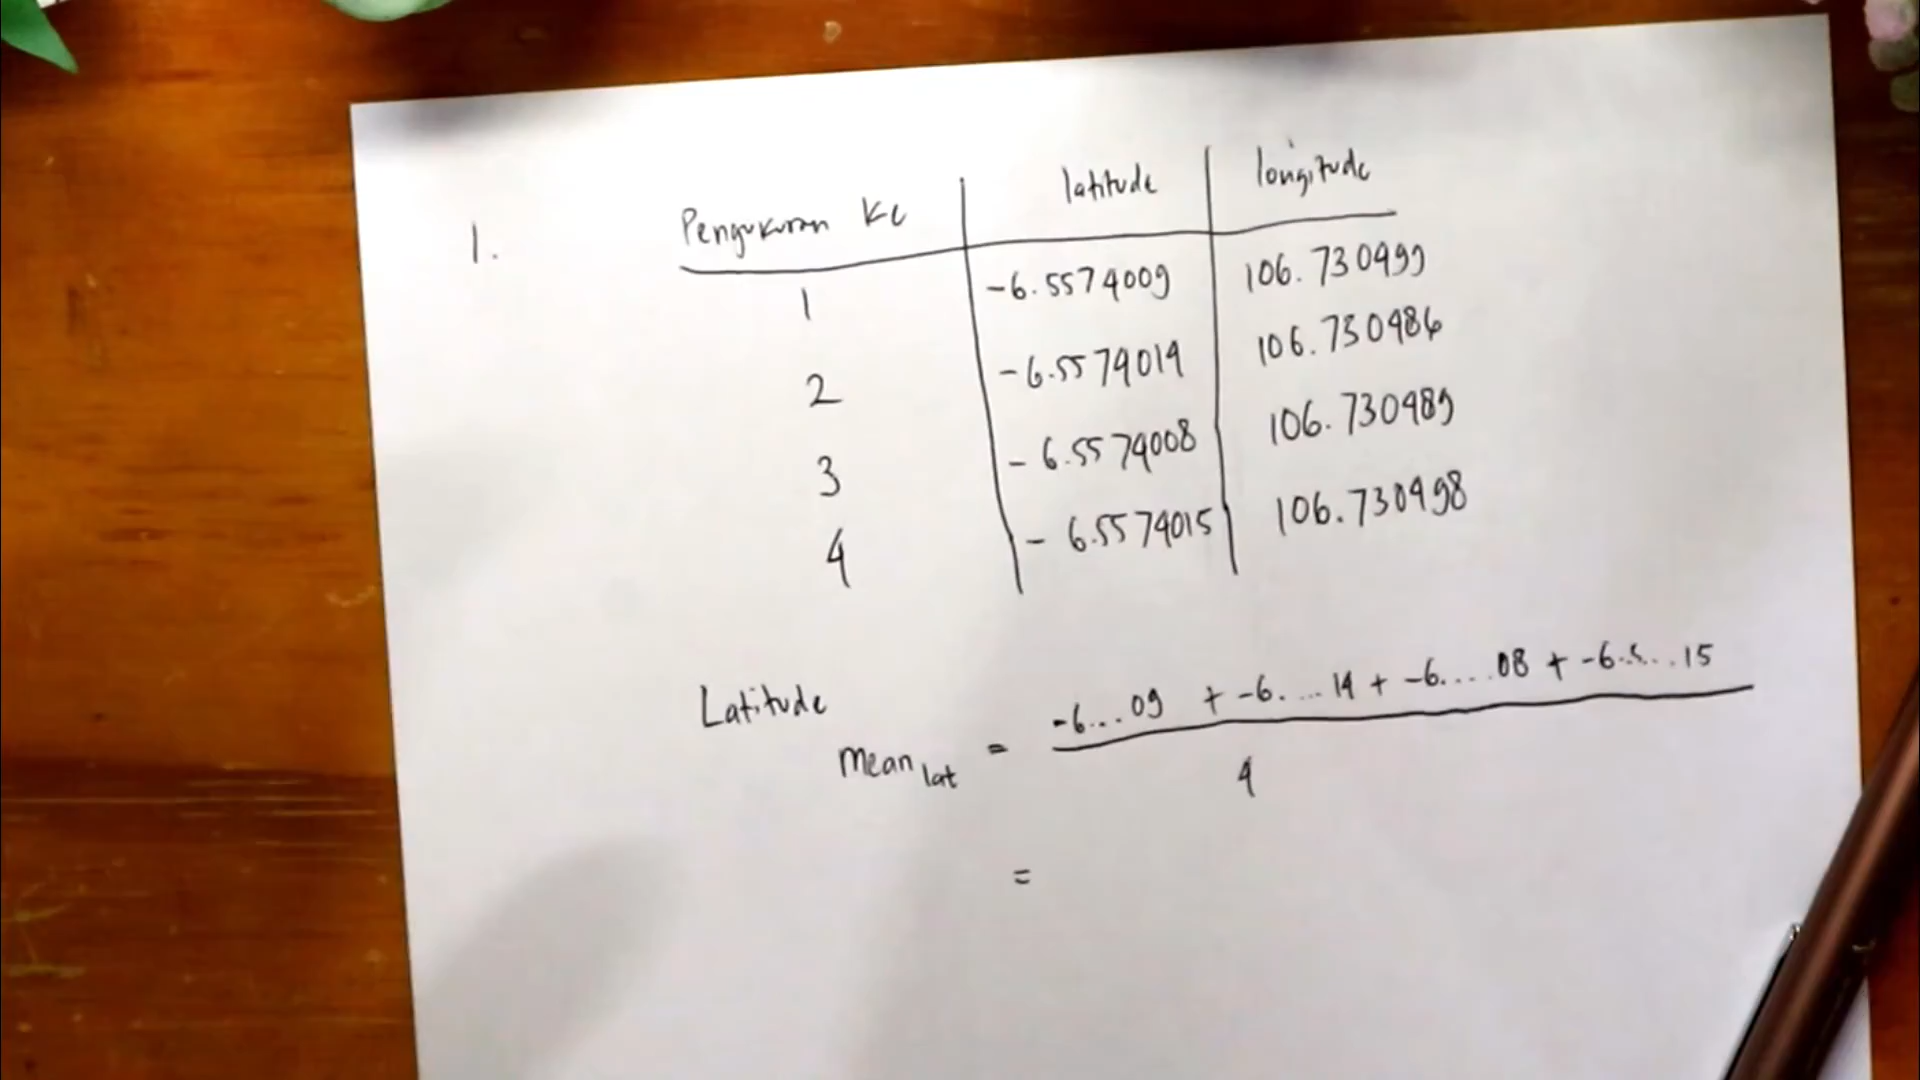 1. Pengukuran ke latitude longitude
1 -6.5574009 106.730499
2 -6.5574014 106.730486
3 - 6.5574008 106.730489
4 - 6.5574015 106.730498
Latitude
Mean lat = -6...09 + -6....14 + -6....08 + -6.5...15
4
=